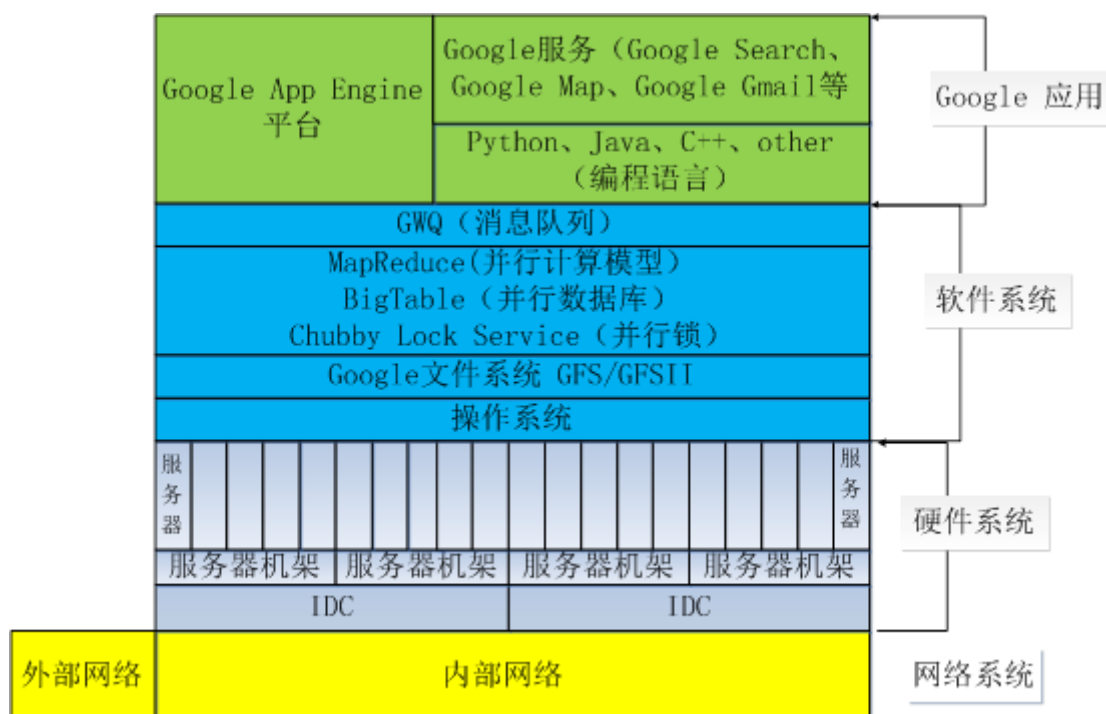 Google App Engine
平台
Google服务（Google Search、
Google Map、Google Gmail等
Python、Java、C++、other
（编程语言）
Google 应用
GWQ（消息队列）
MapReduce(并行计算模型）
BigTable（并行数据库）
Chubby Lock Service（并行锁）
Google文件系统 GFS/GFSII
操作系统
软件系统
服务器
服务器
服务器机架
服务器机架
服务器机架
服务器机架
IDC
IDC
硬件系统
外部网络
内部网络
网络系统